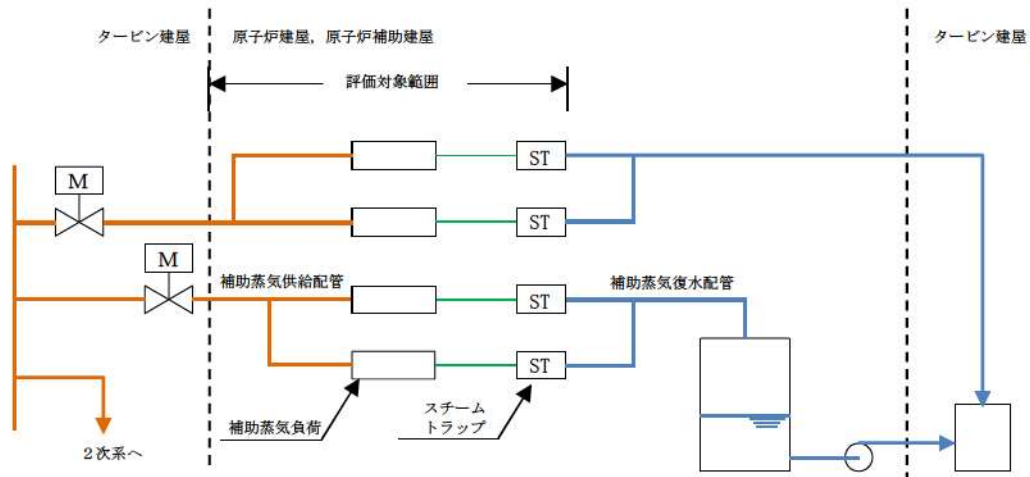 タービン建屋
原子炉建屋，原子炉補助建屋
タービン建屋
評価対象範囲
ST
M
ST
M
補助蒸気供給配管
補助蒸気復水配管
ST
ST
スチーム
トラップ
補助蒸気負荷
２次系へ